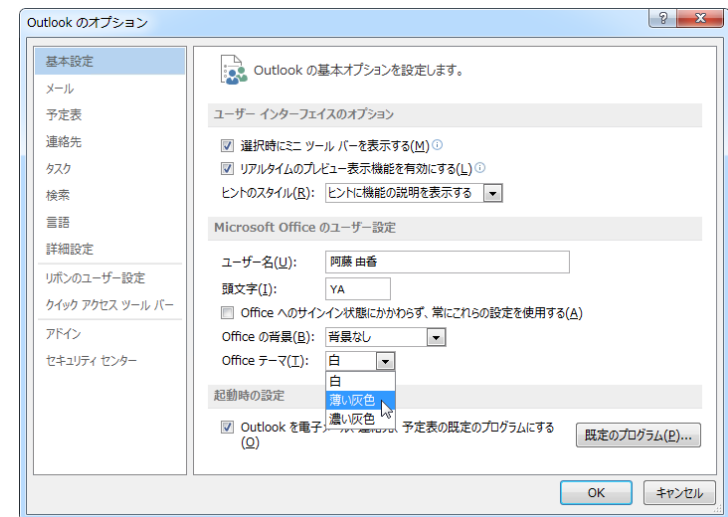 Outlook のオプション
基本設定
メール
予定表
連絡先
タスク
検索
言語
詳細設定
リボンのユーザー設定
クイック アクセス ツール バー
アドイン
セキュリティ センター
Outlook の基本オプションを設定します。
ユーザー インターフェイスのオプション
選択時にミニ ツール バーを表示する(M)
リアルタイムのプレビュー表示機能を有効にする(L)
ヒントのスタイル(R): ヒントに機能の説明を表示する
Microsoft Office のユーザー設定
ユーザー名(U): 阿藤 由香
頭文字(I): YA
Office へのサインイン状態にかかわらず、常にこれらの設定を使用する(A)
Office の背景(B): 背景なし
Office テーマ(T): 白
白
薄い灰色
濃い灰色
起動時の設定
Outlook を電子メール、連絡先、予定表の既定のプログラムにする
(O)
既定のプログラム(P)...
OK キャンセル